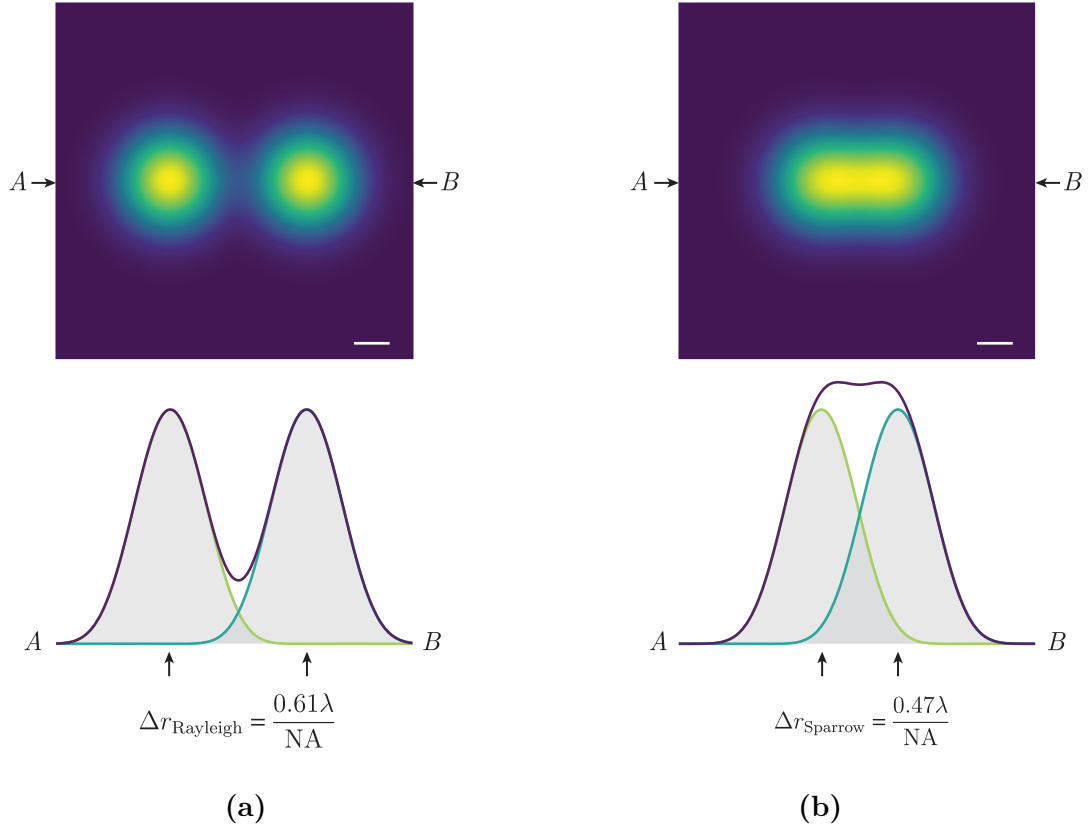 A B A B
A B A B
Δr_Rayleigh = 0.61λ/NA Δr_Sparrow = 0.47λ/NA
(a) (b)